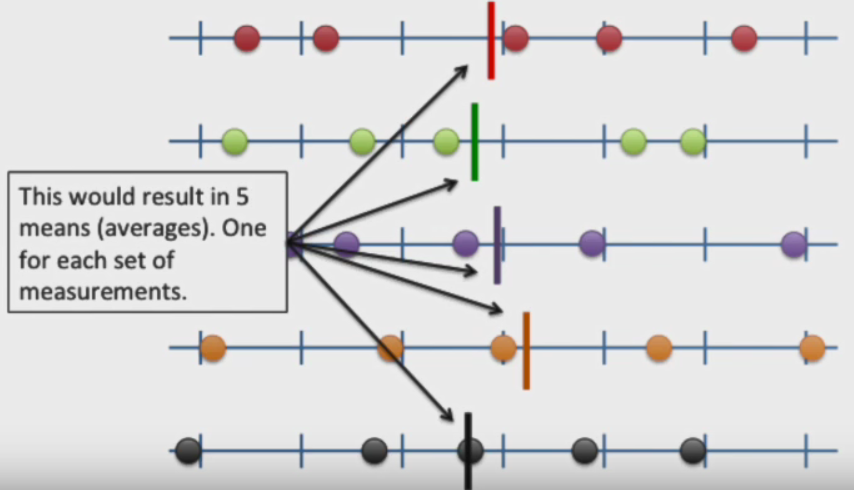 This would result in 5
means (averages). One
for each set of
measurements.